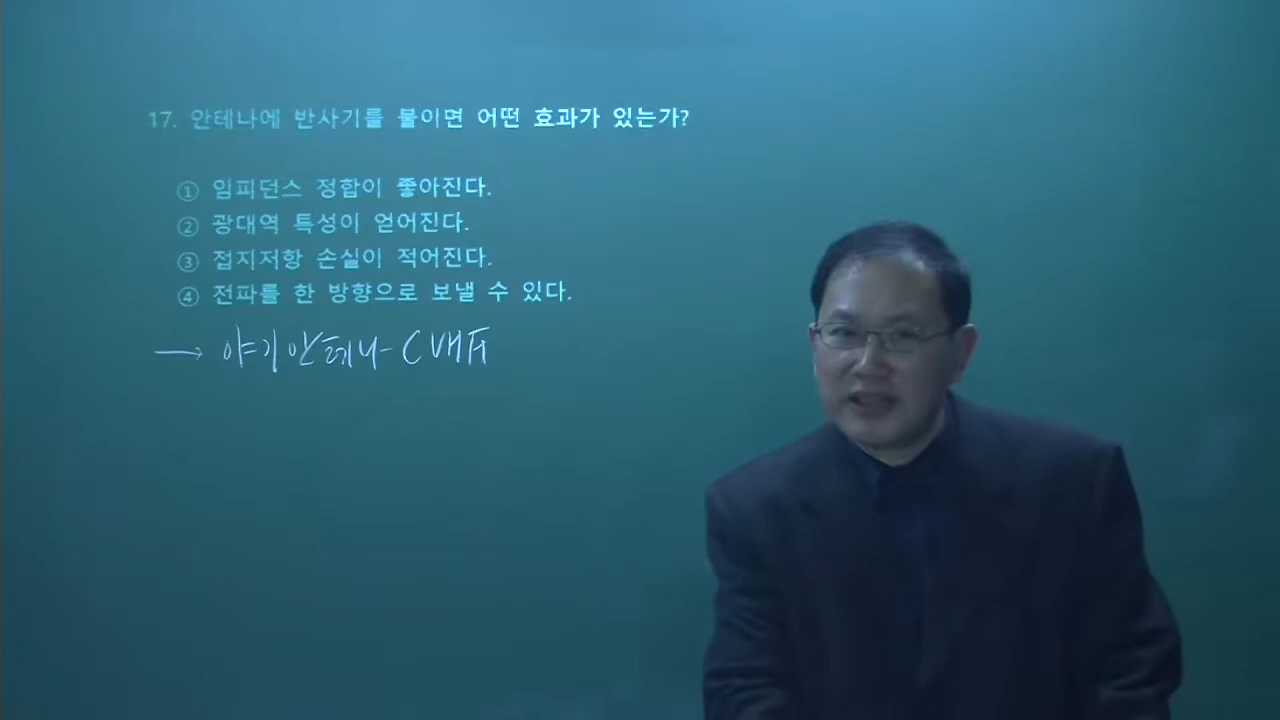 17. 안테나에 반사기를 붙이면 어떤 효과가 있는가?
① 임피던스 정합이 좋아진다.
② 광대역 특성이 얻어진다.
③ 접지저항 손실이 적어진다.
④ 전파를 한 방향으로 보낼 수 있다.
→ 야기안테나-